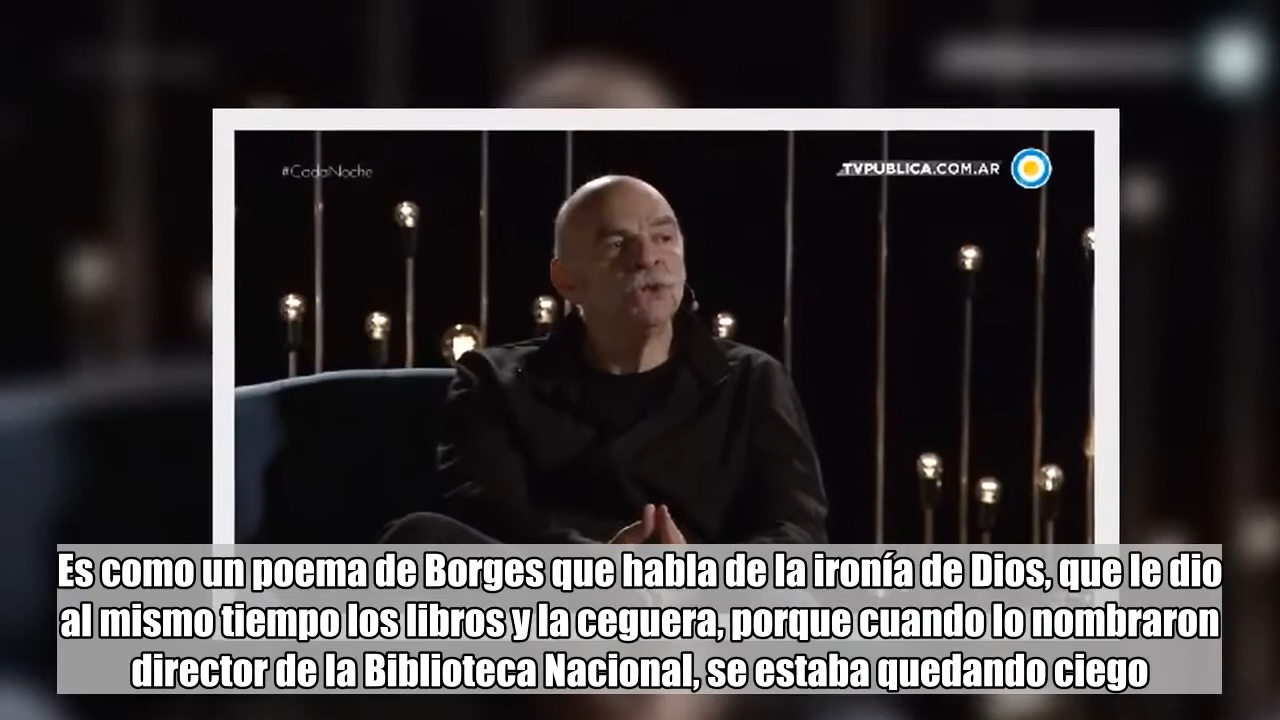 #CadaNoche
TVPUBLICA.COM.AR
Es como un poema de Borges que habla de la ironía de Dios, que le dio
al mismo tiempo los libros y la ceguera, porque cuando lo nombraron
director de la Biblioteca Nacional, se estaba quedando ciego